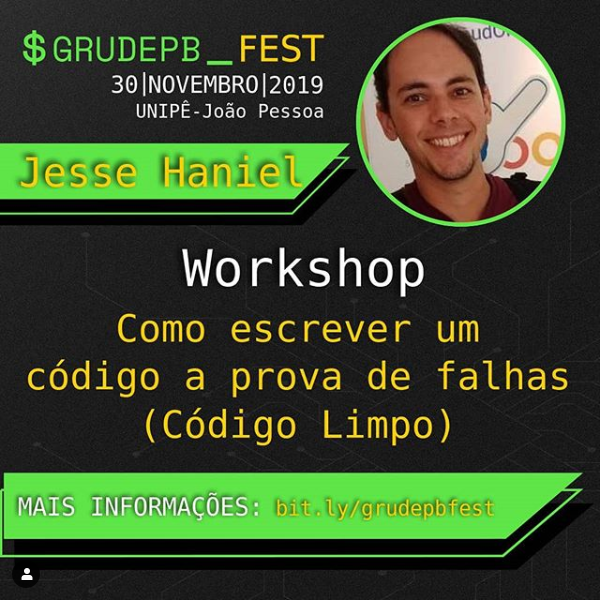 $GRUDEPB_FEST
30|NOVEMBRO|2019
UNIPÊ-João Pessoa
Jesse Haniel
Workshop
Como escrever um
código a prova de falhas
(Código Limpo)
MAIS INFORMAÇÕES: bit.ly/grudepbfest